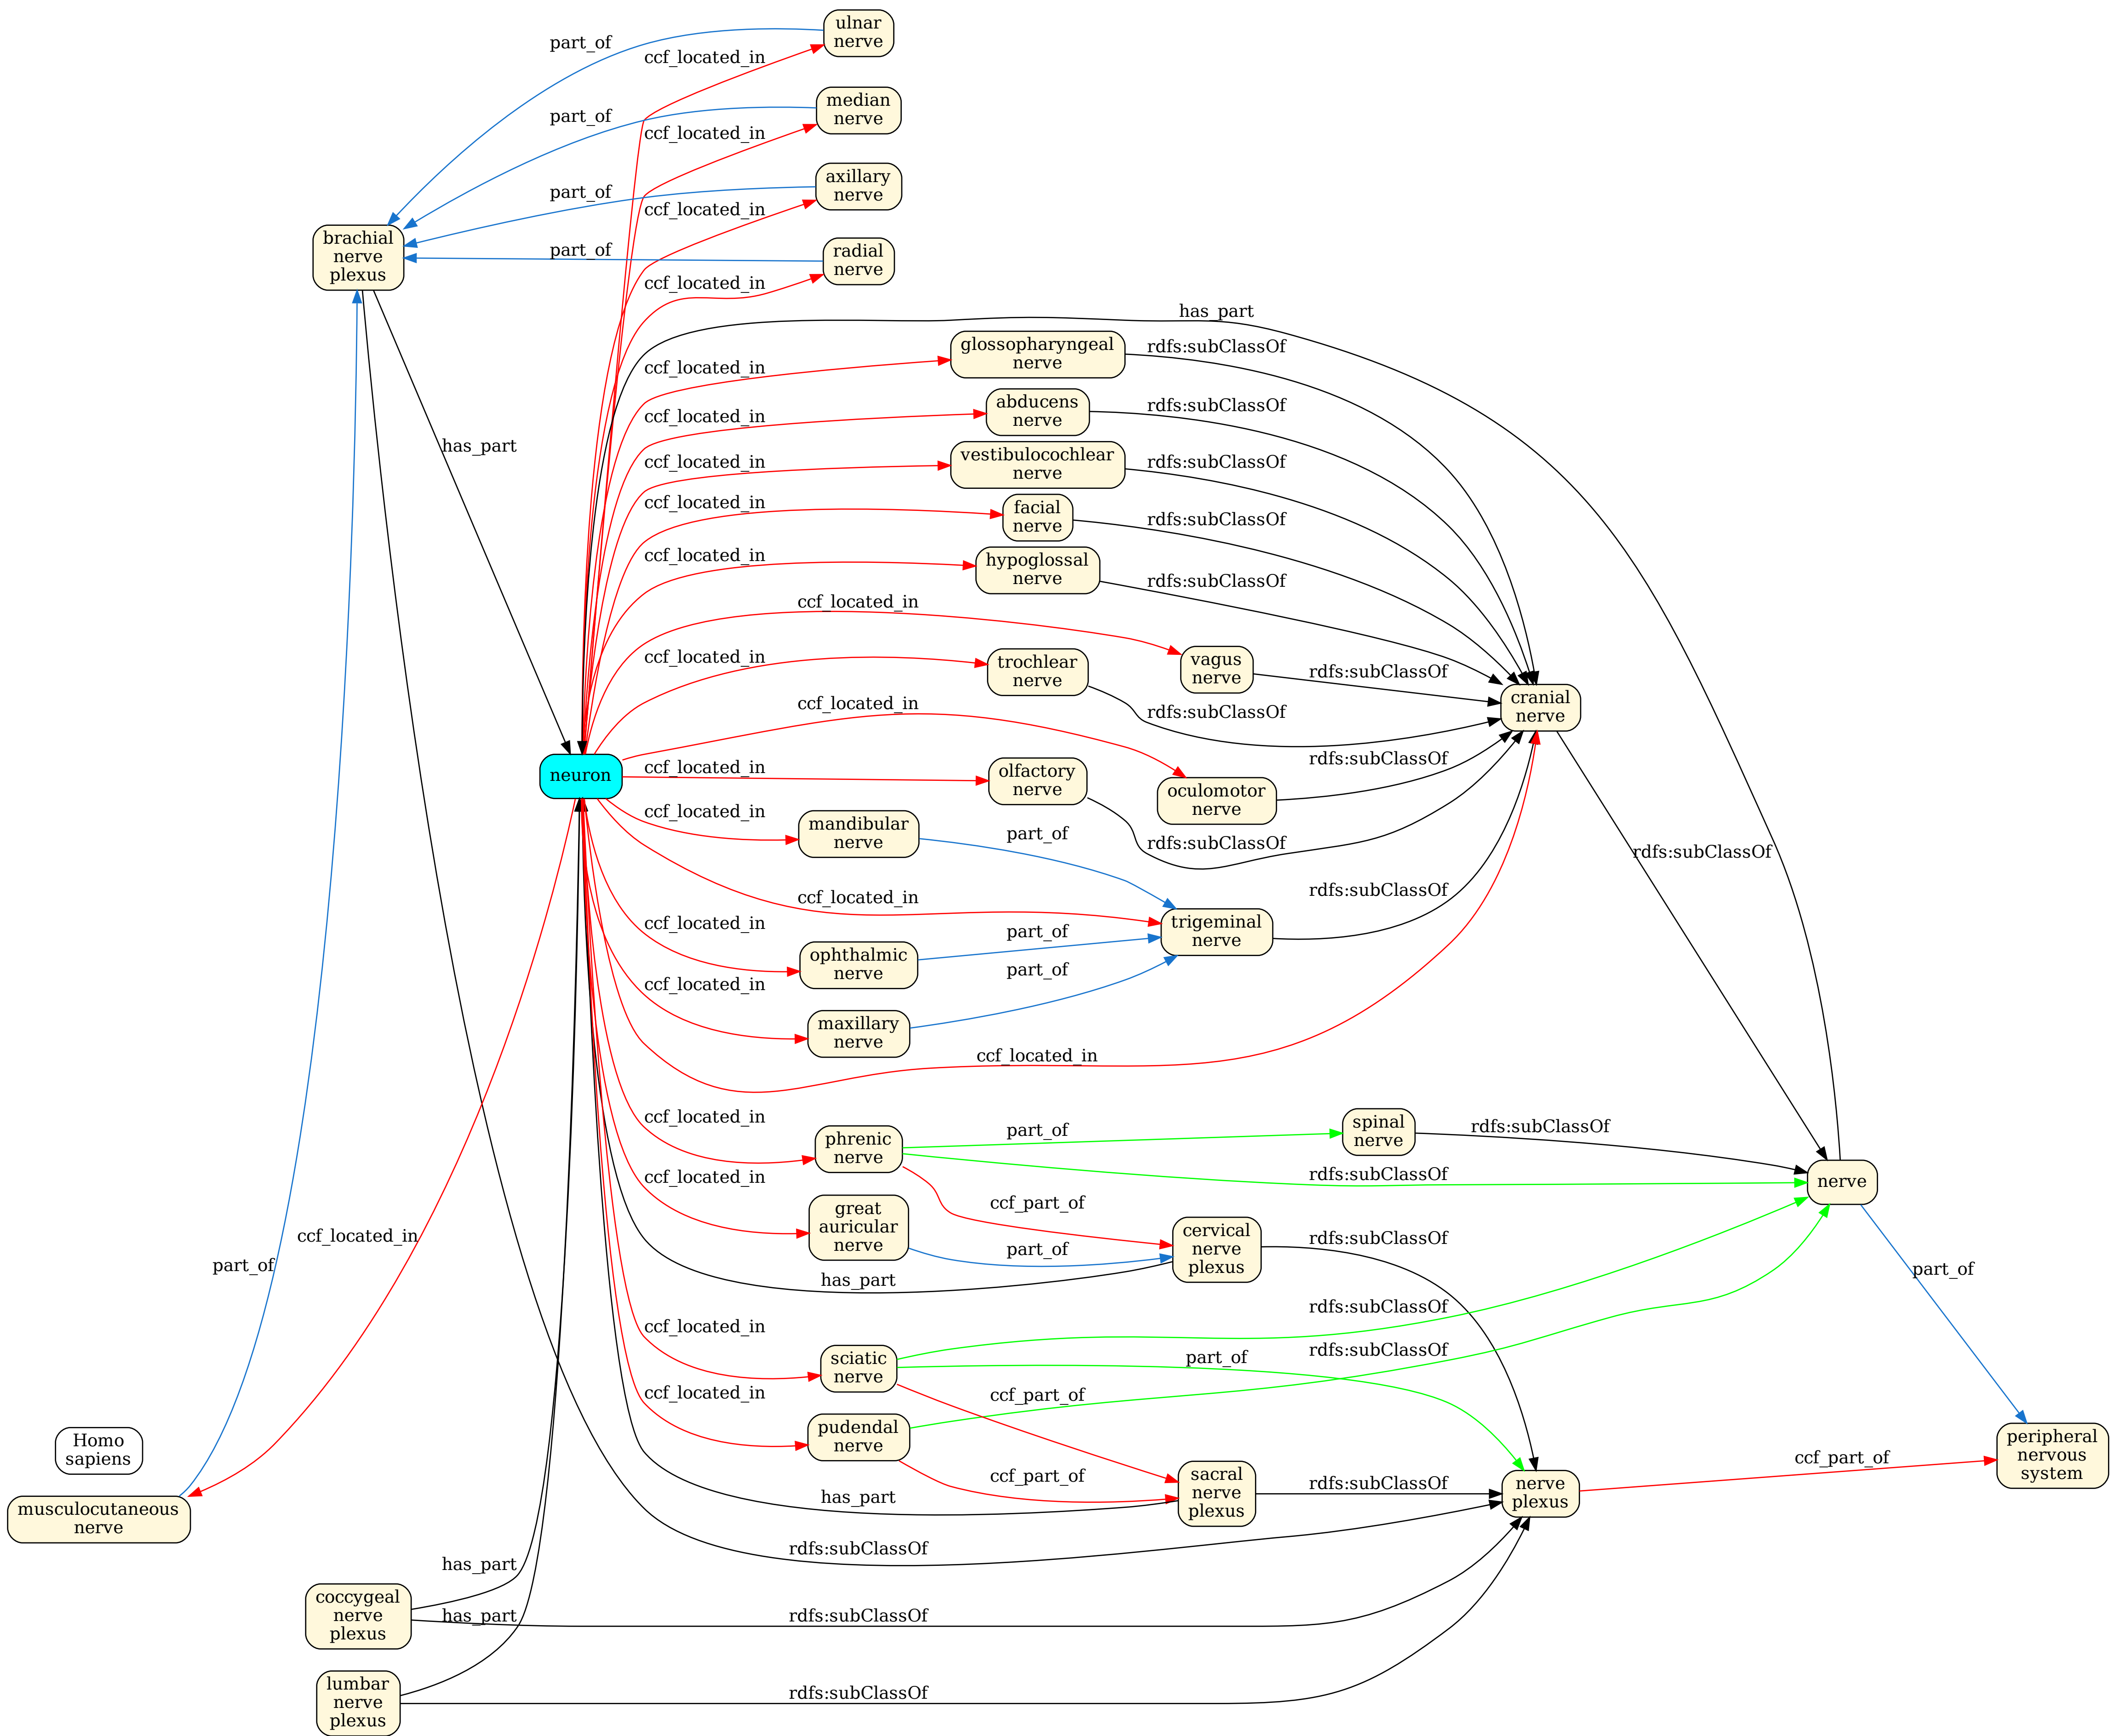 ulnar
nerve
part_of
ccf_located_in
median
nerve
part_of
ccf_located_in
axillary
nerve
part_of
ccf_located_in
brachial
nerve
plexus
radial
nerve
part_of
ccf_located_in
has_part
glossopharyngeal
nerve
rdfs:subClassOf
ccf_located_in
abducens
nerve
rdfs:subClassOf
ccf_located_in
has_part
vestibulocochlear
nerve
rdfs:subClassOf
ccf_located_in
facial
nerve
rdfs:subClassOf
ccf_located_in
hypoglossal
nerve
rdfs:subClassOf
ccf_located_in
ccf_located_in
vagus
nerve
rdfs:subClassOf
ccf_located_in
trochlear
nerve
rdfs:subClassOf
cranial
nerve
ccf_located_in
neuron
ccf_located_in
olfactory
nerve
rdfs:subClassOf
oculomotor
nerve
rdfs:subClassOf
ccf_located_in
mandibular
nerve
part_of
rdfs:subClassOf
ccf_located_in
rdfs:subClassOf
trigeminal
nerve
ccf_located_in
ophthalmic
nerve
part_of
ccf_located_in
maxillary
nerve
part_of
ccf_located_in
ccf_located_in
phrenic
nerve
part_of
spinal
nerve
rdfs:subClassOf
rdfs:subClassOf
nerve
ccf_located_in
great
auricular
nerve
ccf_part_of
part_of
cervical
nerve
plexus
rdfs:subClassOf
ccf_located_in
part_of
has_part
part_of
rdfs:subClassOf
ccf_located_in
sciatic
nerve
part_of
rdfs:subClassOf
ccf_part_of
ccf_located_in
pudendal
nerve
ccf_part_of
has_part
sacral
nerve
plexus
rdfs:subClassOf
nerve
plexus
ccf_part_of
peripheral
nervous
system
Homo
sapiens
musculocutaneous
nerve
rdfs:subClassOf
has_part
coccygeal
nerve
plexus
has_part
rdfs:subClassOf
lumbar
nerve
plexus
rdfs:subClassOf